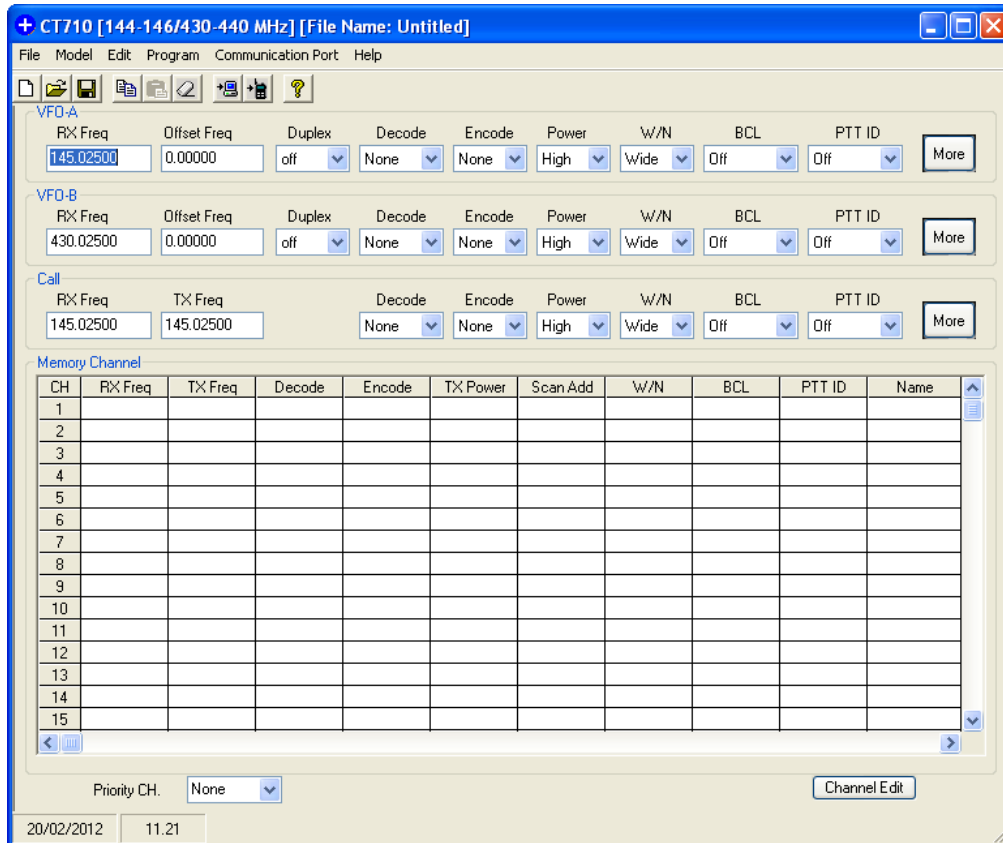 CT710 [144-146/430-440 MHz] [File Name: Untitled]
File Model Edit Program Communication Port Help
VFO-A
RX Freq Offset Freq Duplex Decode Encode Power W/N BCL PTT ID
145.02500 0.00000 off None None High Wide Off Off More
VFO-B
RX Freq Offset Freq Duplex Decode Encode Power W/N BCL PTT ID
430.02500 0.00000 off None None High Wide Off Off More
Call
RX Freq TX Freq Decode Encode Power W/N BCL PTT ID
145.02500 145.02500 None None High Wide Off Off More
Memory Channel
CH RX Freq TX Freq Decode Encode TX Power Scan Add W/N BCL PTT ID Name
1
2
3
4
5
6
7
8
9
10
11
12
13
14
15
Priority CH. None Channel Edit
20/02/2012 11.21